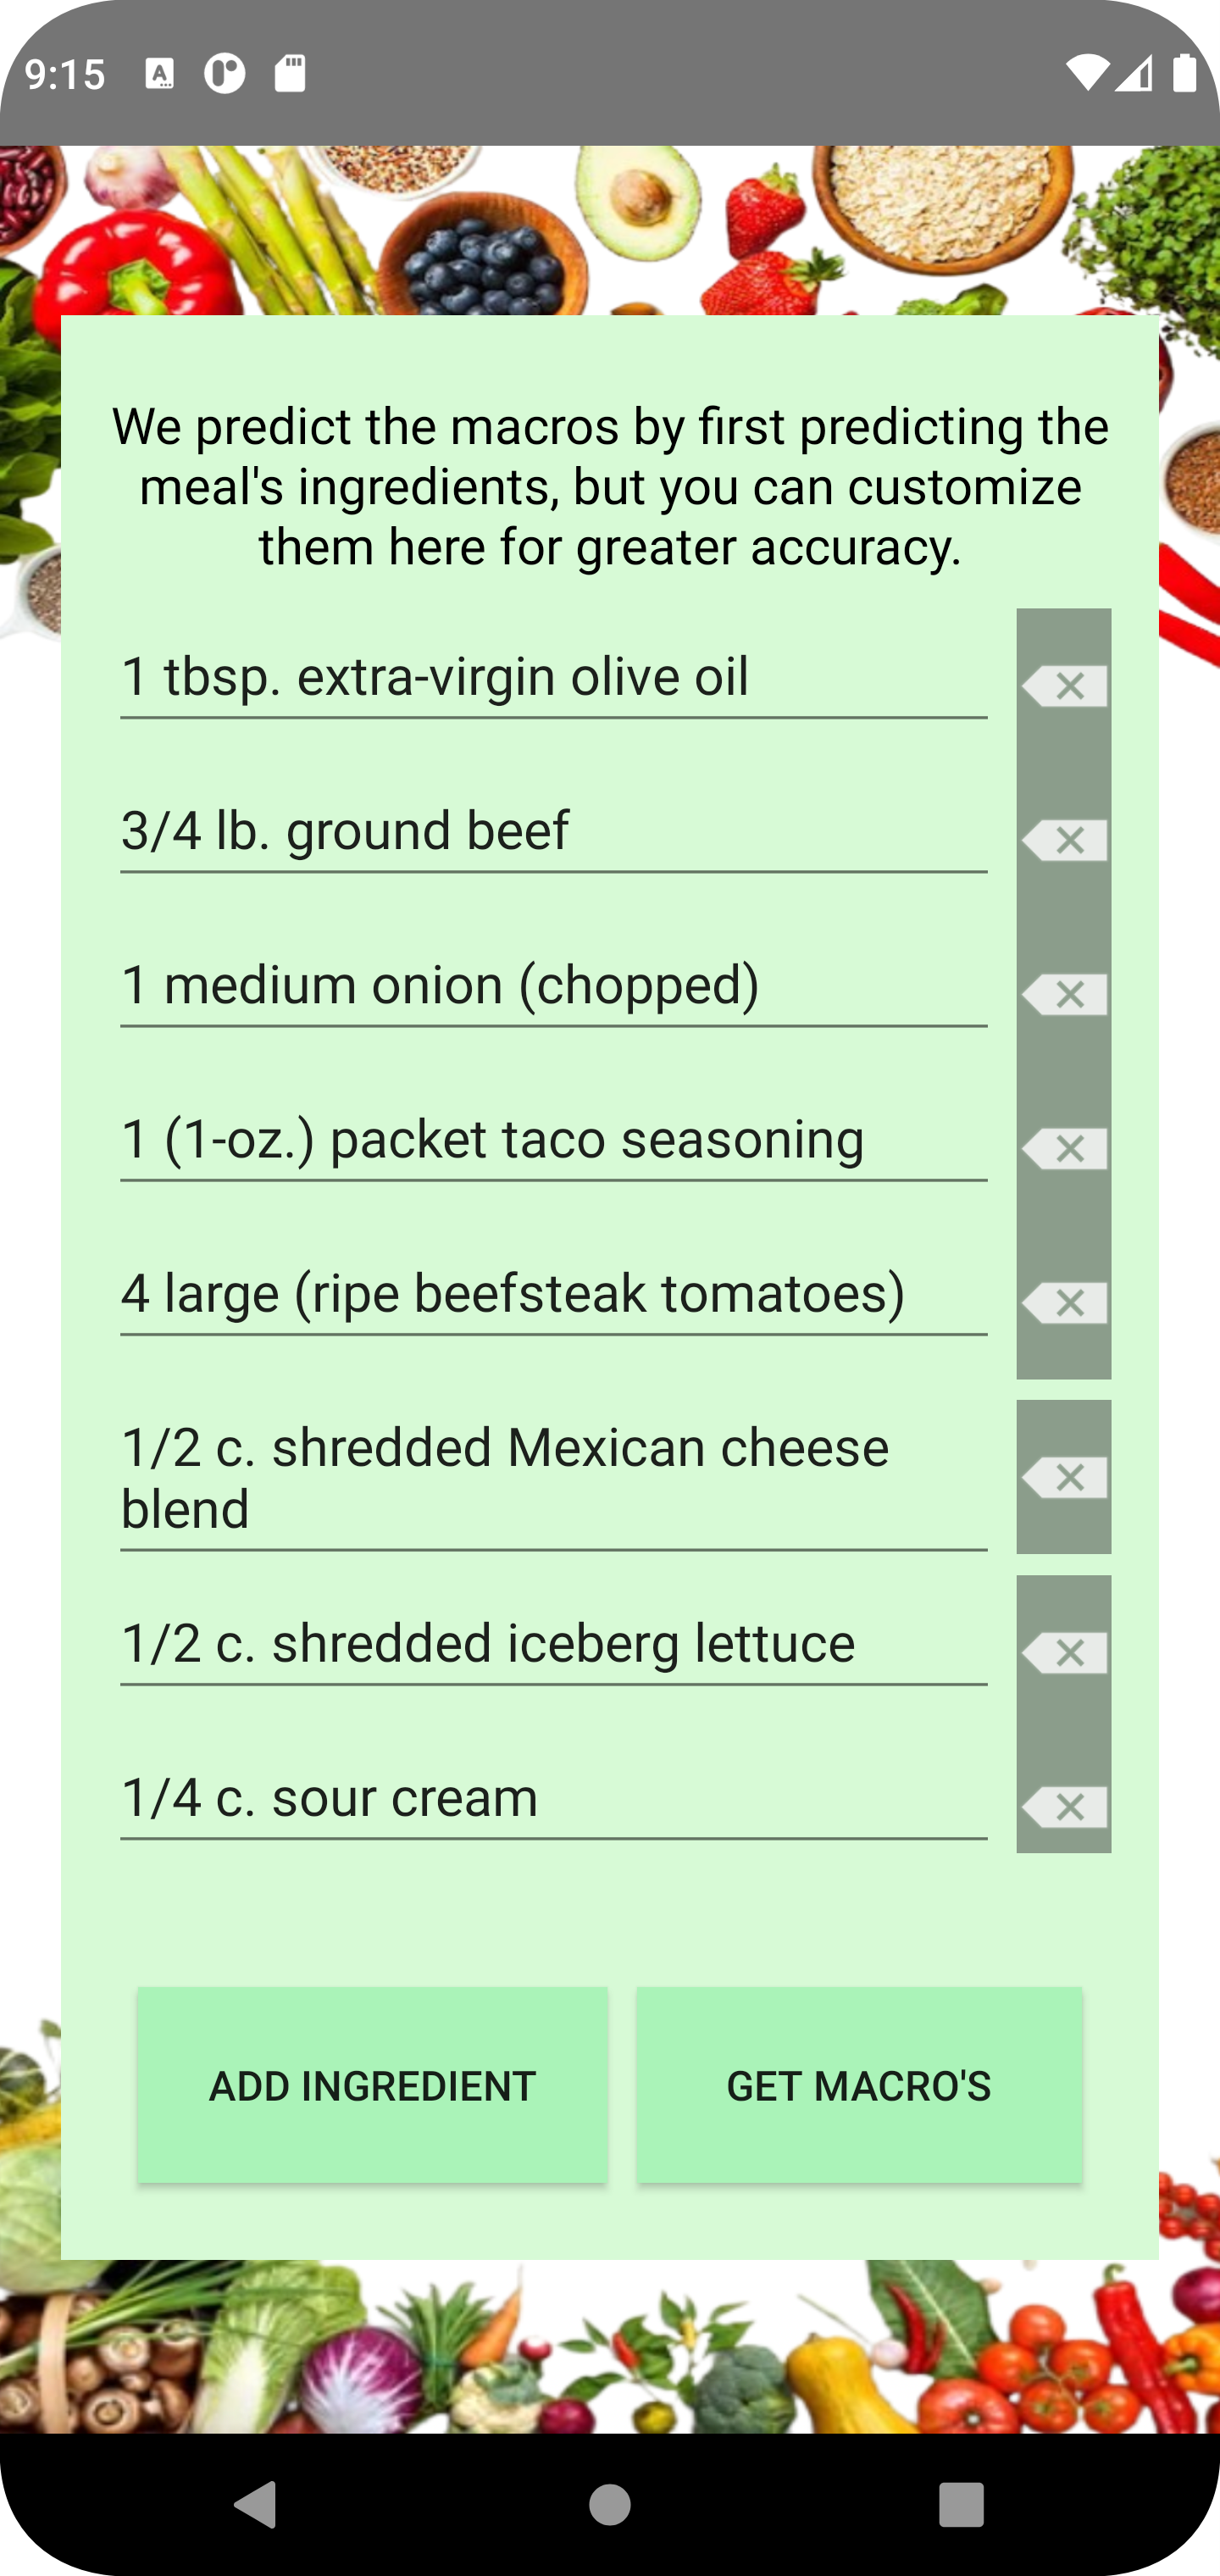 9:15
We predict the macros by first predicting the
meal's ingredients, but you can customize
them here for greater accuracy.
1 tbsp. extra-virgin olive oil
3/4 lb. ground beef
1 medium onion (chopped)
1 (1-oz.) packet taco seasoning
4 large (ripe beefsteak tomatoes)
1/2 c. shredded Mexican cheese
blend
1/2 c. shredded iceberg lettuce
1/4 c. sour cream
ADD INGREDIENT
GET MACRO'S